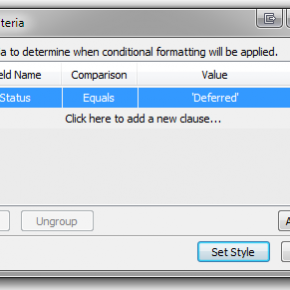 teria
a to determine when conditional formatting will be applied.
eld Name Comparison Value
Status Equals 'Deferred'
Click here to add a new clause...
Ungroup A
Set Style